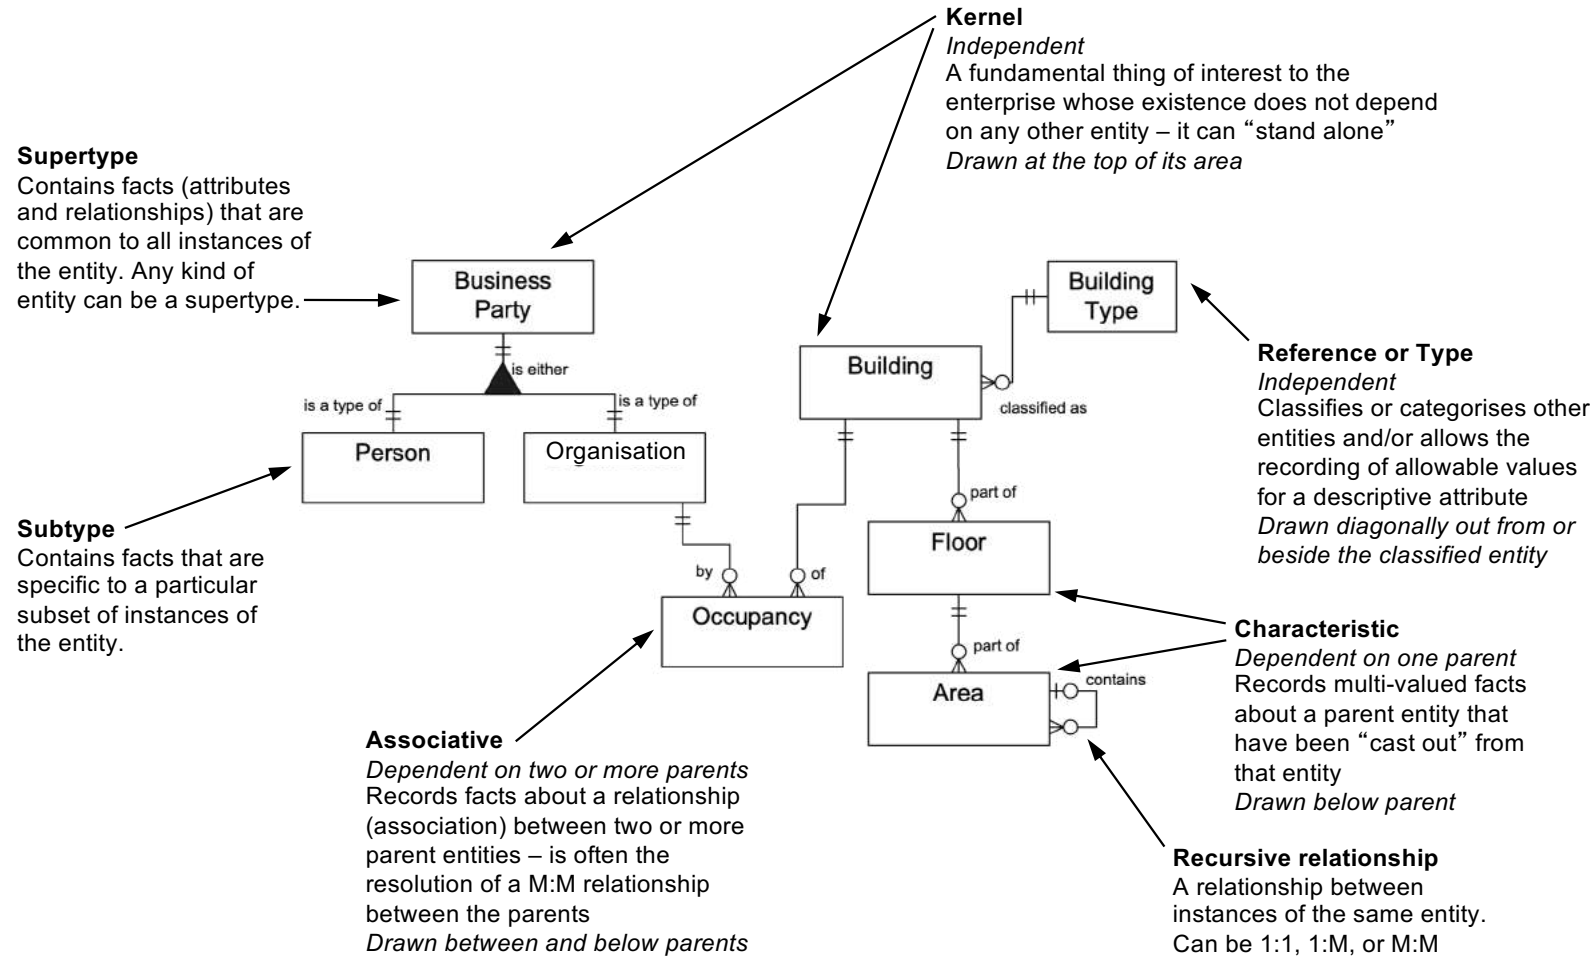 Kernel
Independent
A fundamental thing of interest to the
enterprise whose existence does not depend
on any other entity – it can “stand alone”
Drawn at the top of its area
Supertype
Contains facts (attributes
and relationships) that are
common to all instances of
the entity. Any kind of
entity can be a supertype.
Business
Party
is either
is a type of
is a type of
Person
Organisation
Subtype
Contains facts that are
specific to a particular
subset of instances of
the entity.
Building
Type
Building
classified as
Reference or Type
Independent
Classifies or categorises other
entities and/or allows the
recording of allowable values
for a descriptive attribute
Drawn diagonally out from or
beside the classified entity
part of
Floor
by
of
Occupancy
part of
Area
contains
Characteristic
Dependent on one parent
Records multi-valued facts
about a parent entity that
have been “cast out” from
that entity
Drawn below parent
Associative
Dependent on two or more parents
Records facts about a relationship
(association) between two or more
parent entities – is often the
resolution of a M:M relationship
between the parents
Drawn between and below parents
Recursive relationship
A relationship between
instances of the same entity.
Can be 1:1, 1:M, or M:M